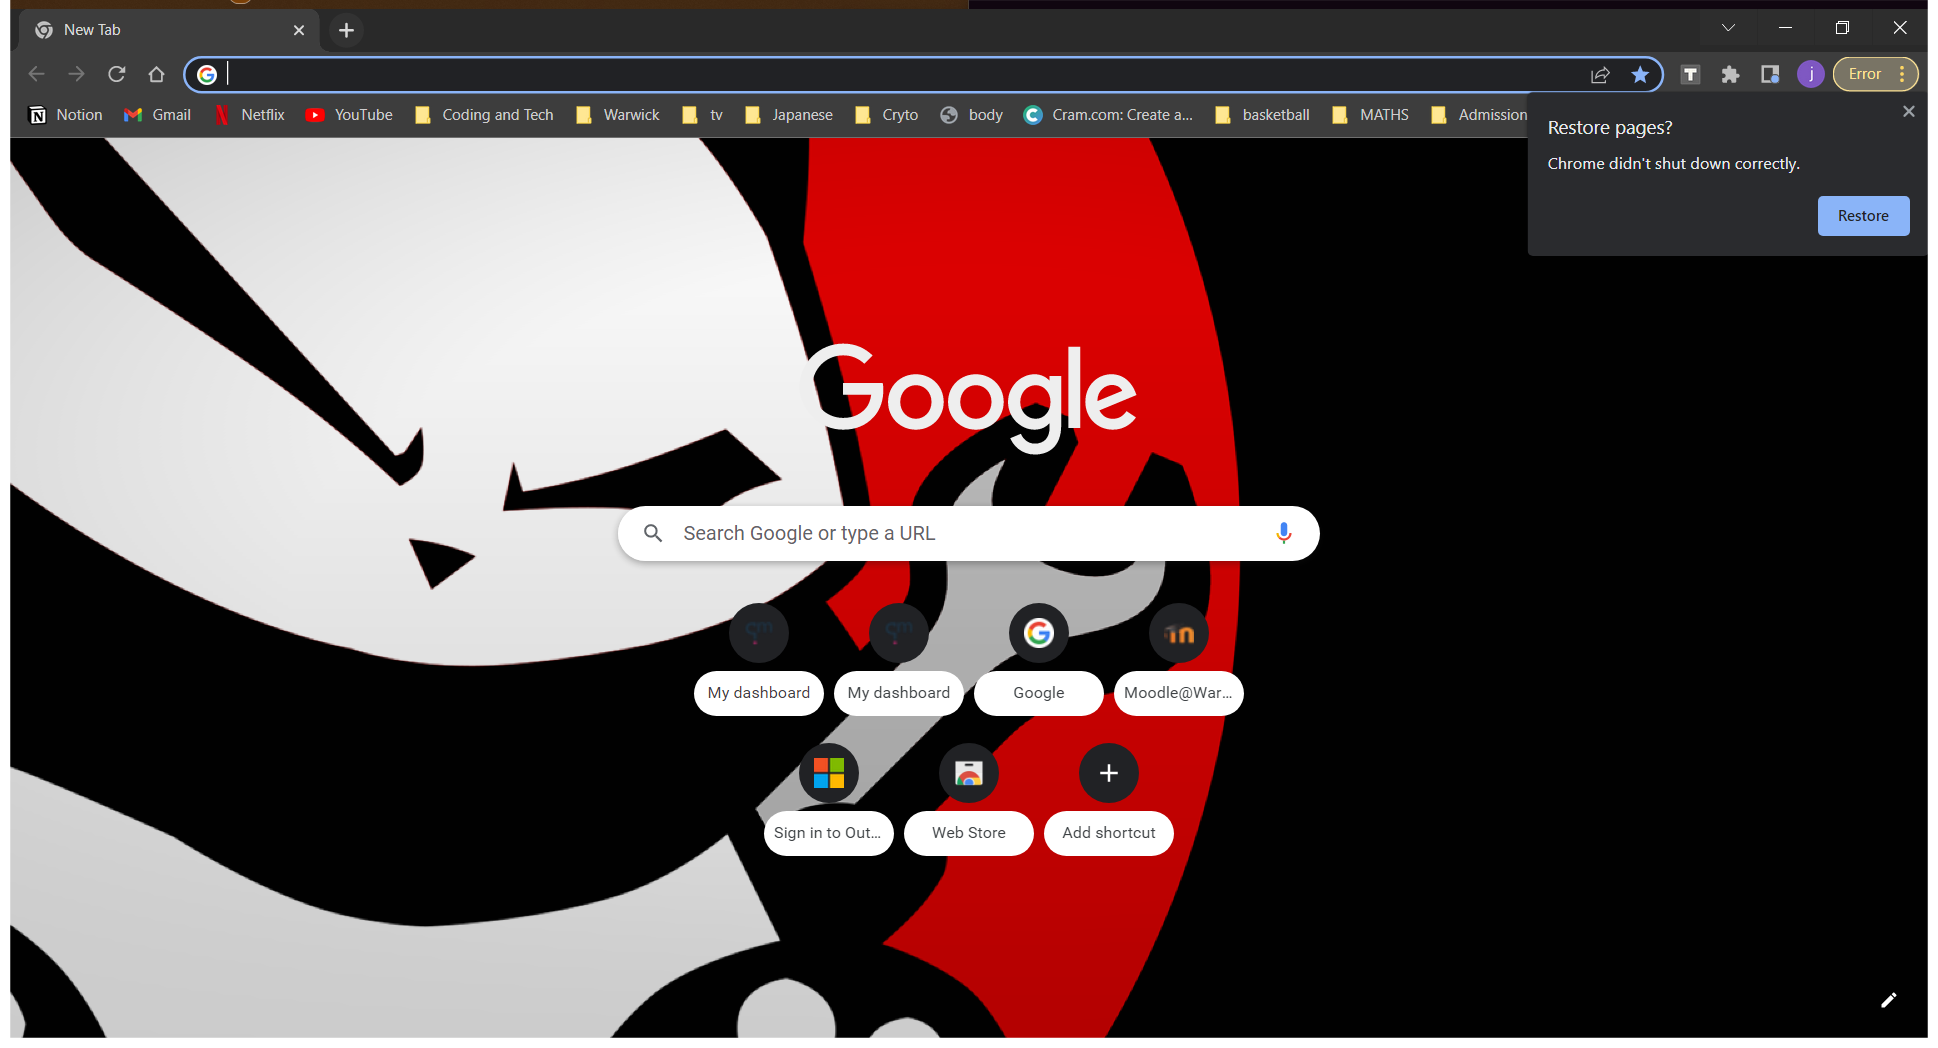 New Tab
Error
Notion Gmail Netflix YouTube Coding and Tech Warwick tv Japanese Cryto body Cram.com: Create a... basketball MATHS Admission
Restore pages?
Chrome didn't shut down correctly.
Restore
Google
Search Google or type a URL
My dashboard My dashboard Google Moodle@War...
Sign in to Out... Web Store Add shortcut